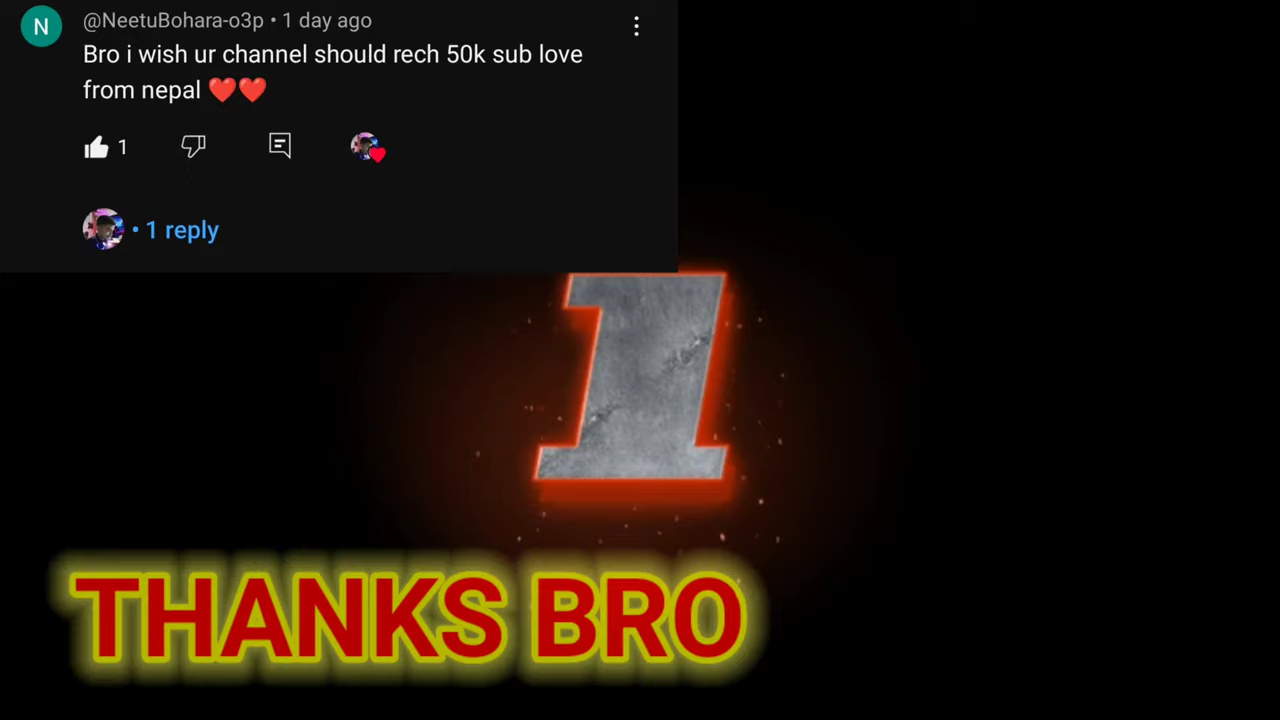 N
@NeetuBohara-o3p • 1 day ago
Bro i wish ur channel should rech 50k sub love
from nepal ❤️❤️
1
• 1 reply
1
THANKS BRO